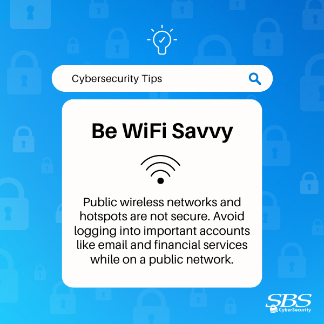 Cybersecurity Tips
Be WiFi Savvy
Public wireless networks and
hotspots are not secure. Avoid
logging into important accounts
like email and financial services
while on a public network.
SBS
CyberSecurity